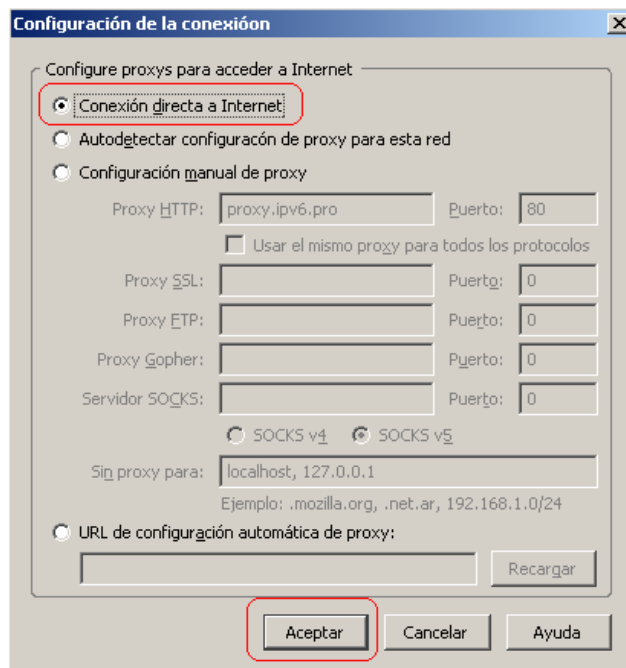 Configuración de la conexióon
Configure proxys para acceder a Internet
Conexión directa a Internet
Autodetectar configuracón de proxy para esta red
Configuración manual de proxy
Proxy HTTP: proxy.ipv6.pro Puerto: 80
Usar el mismo proxy para todos los protocolos
Proxy SSL: Puerto: 0
Proxy FTP: Puerto: 0
Proxy Gopher: Puerto: 0
Servidor SOCKS: Puerto: 0
SOCKS v4 SOCKS v5
Sin proxy para: localhost, 127.0.0.1
Ejemplo: .mozilla.org, .net.ar, 192.168.1.0/24
URL de configuración automática de proxy:
Recargar
Aceptar Cancelar Ayuda